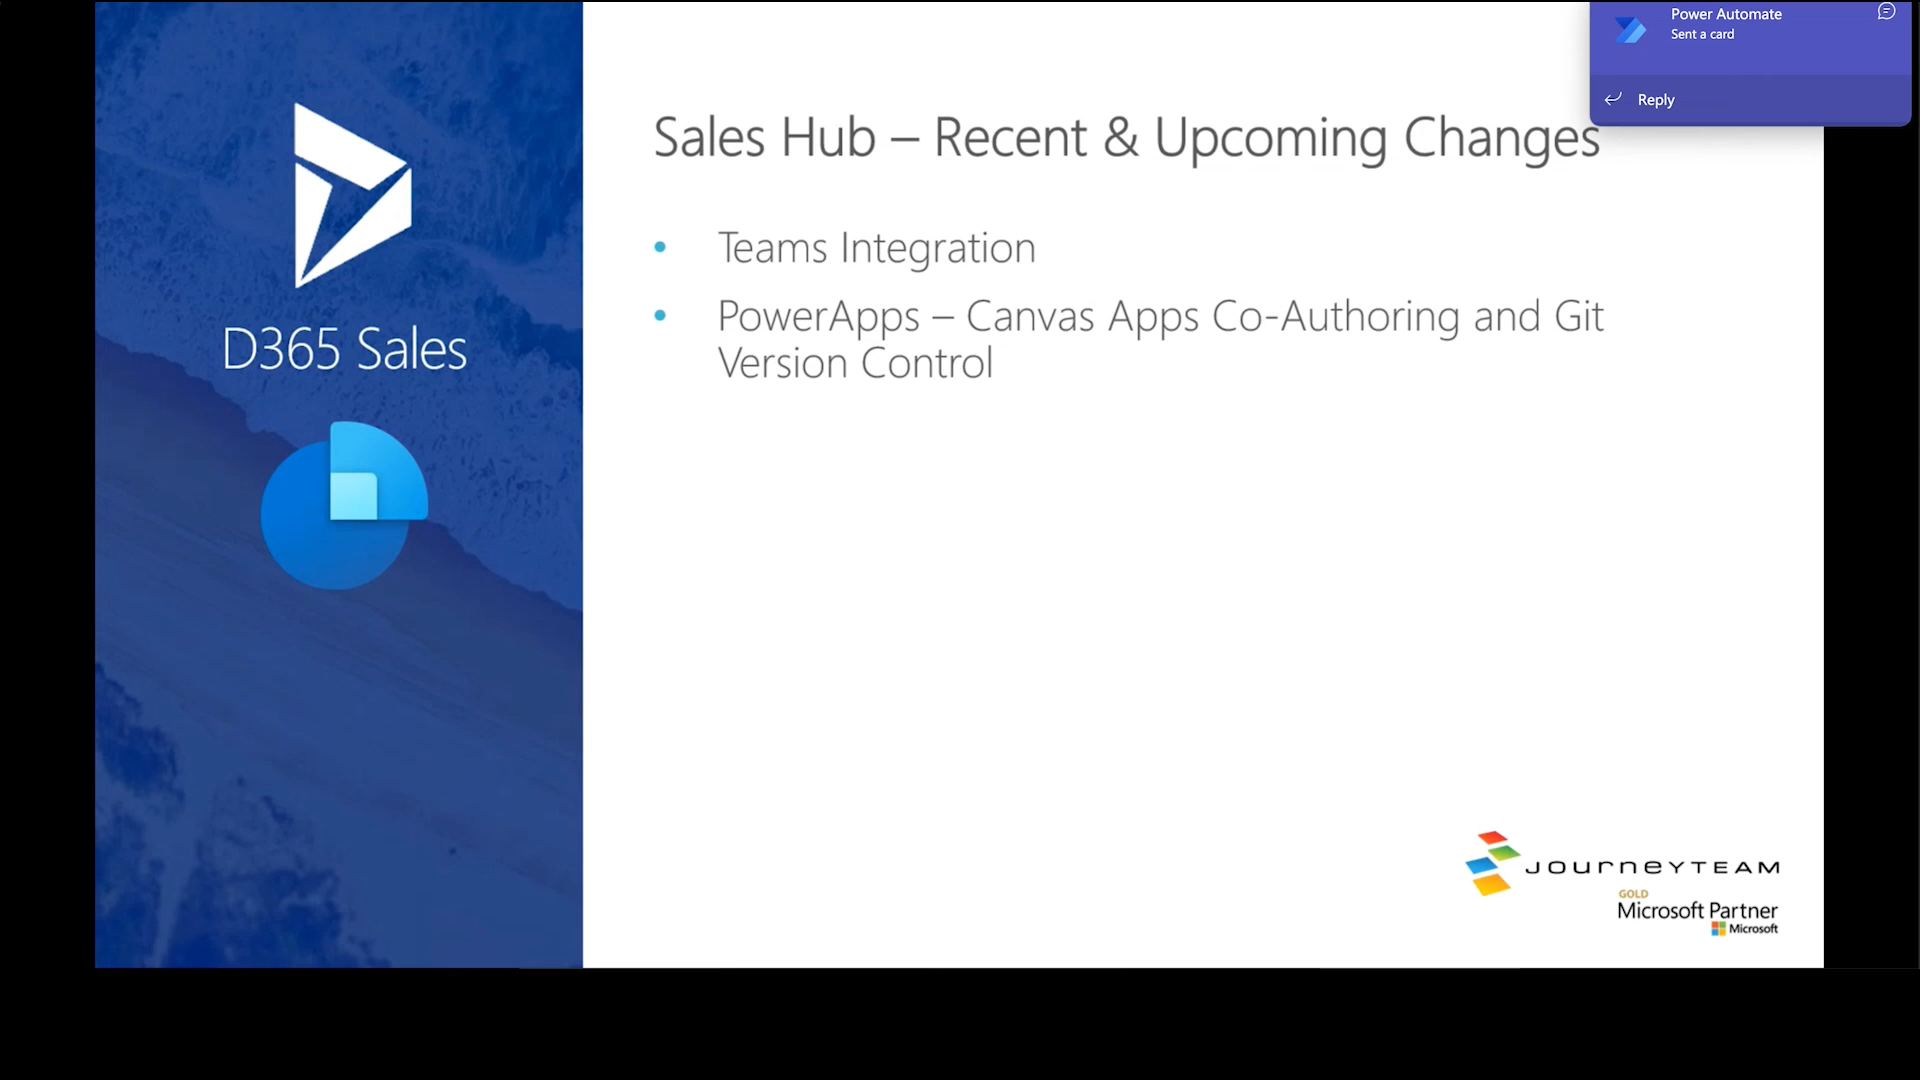 Power Automate
Sent a card
Reply
Sales Hub – Recent & Upcoming Changes
• Teams Integration
• PowerApps – Canvas Apps Co-Authoring and Git
Version Control
D365 Sales
JOURNEYTEAM
GOLD
Microsoft Partner
Microsoft